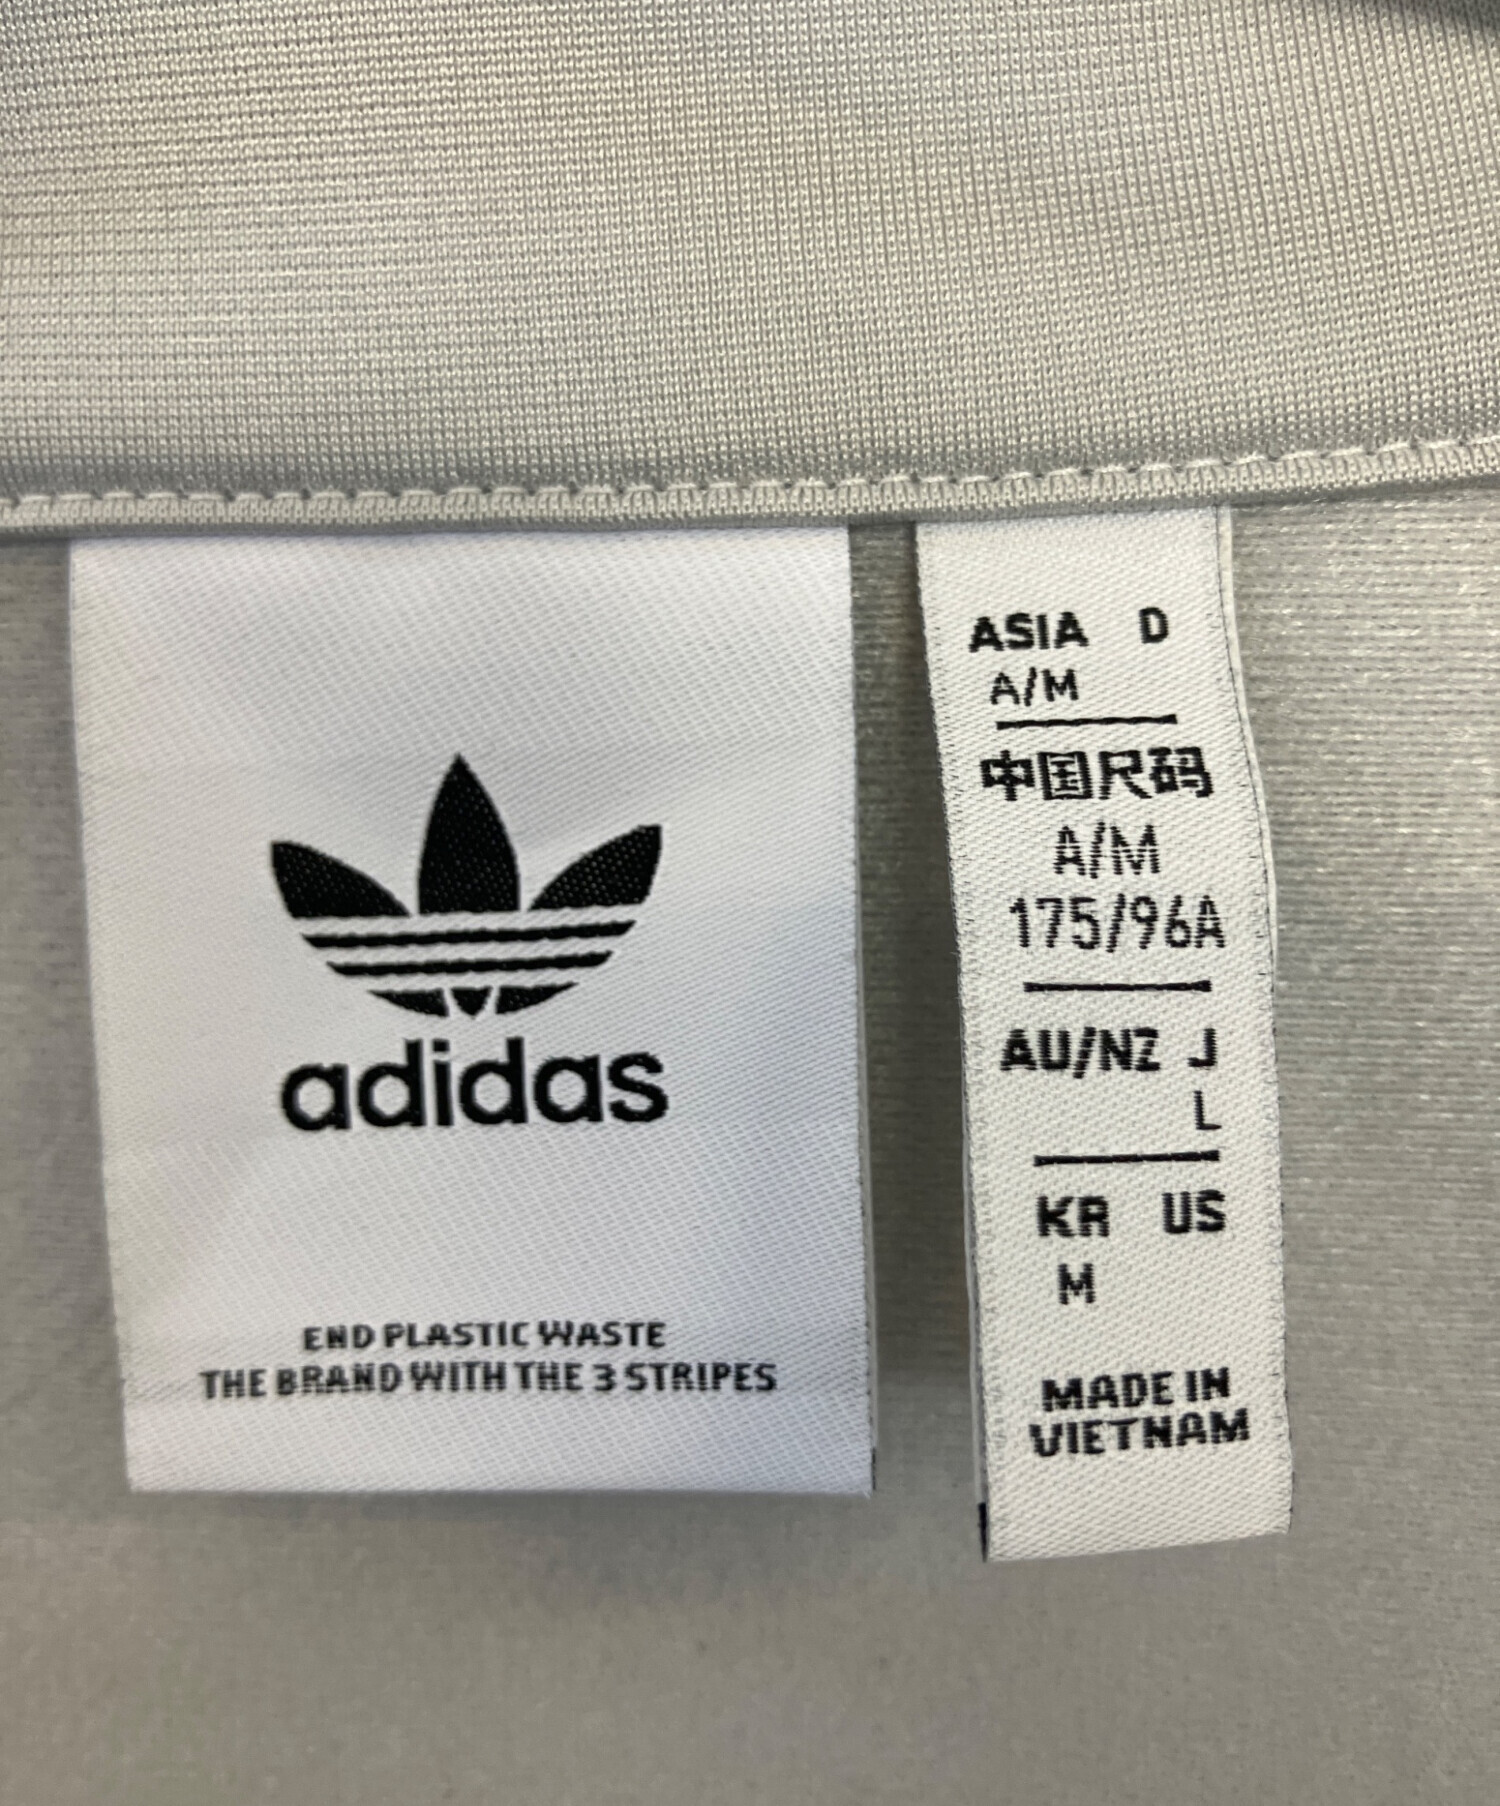 adidas
END PLASTIC WASTE
THE BRAND WITH THE 3 STRIPES
ASIA D
A/M
中国尺码
A/M
175/96A
AU/NZ J
L
KR US
M
MADE IN
VIETNAM